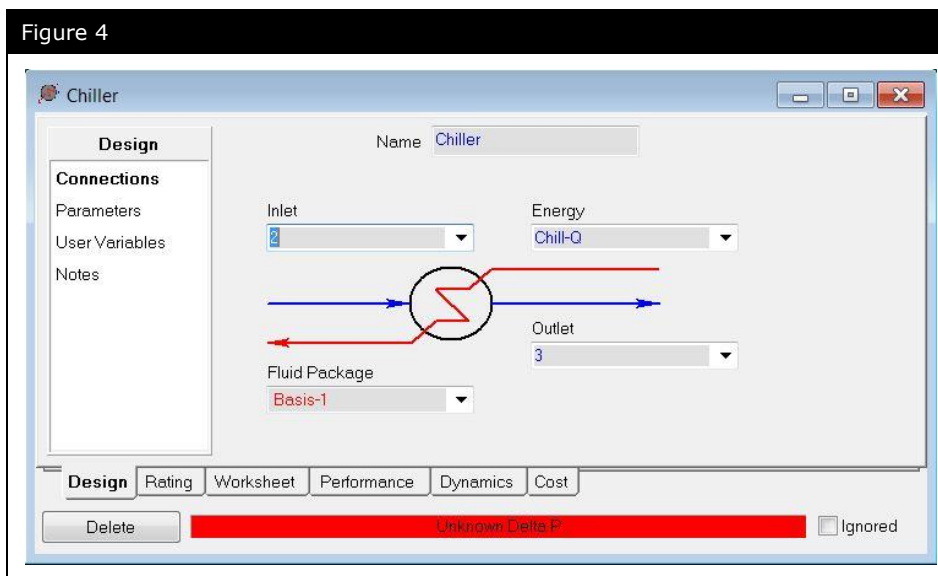 Figure 4
Chiller
Design
Name Chiller
Connections
Parameters
User Variables
Notes
Inlet
Energy
2
Chill-Q
Outlet
3
Fluid Package
Basis-1
Design Rating Worksheet Performance Dynamics Cost
Delete Unknown Delta P Ignored